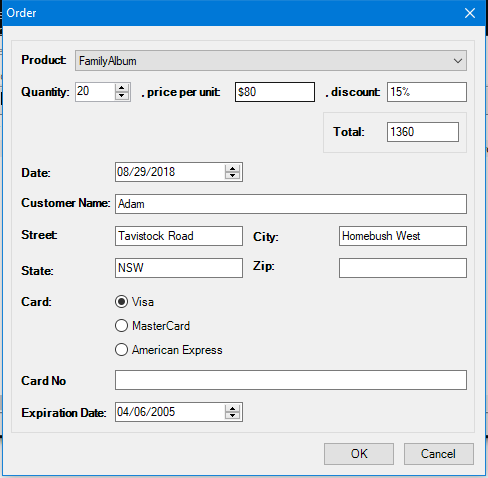 Order
Product: FamilyAlbum
Quantity: 20 , price per unit: $80 , discount: 15%
Total: 1360
Date: 08/29/2018
Customer Name: Adam
Street: Tavistock Road City: Homebush West
State: NSW Zip:
Card: Visa
MasterCard
American Express
Card No
Expiration Date: 04/06/2005
OK Cancel